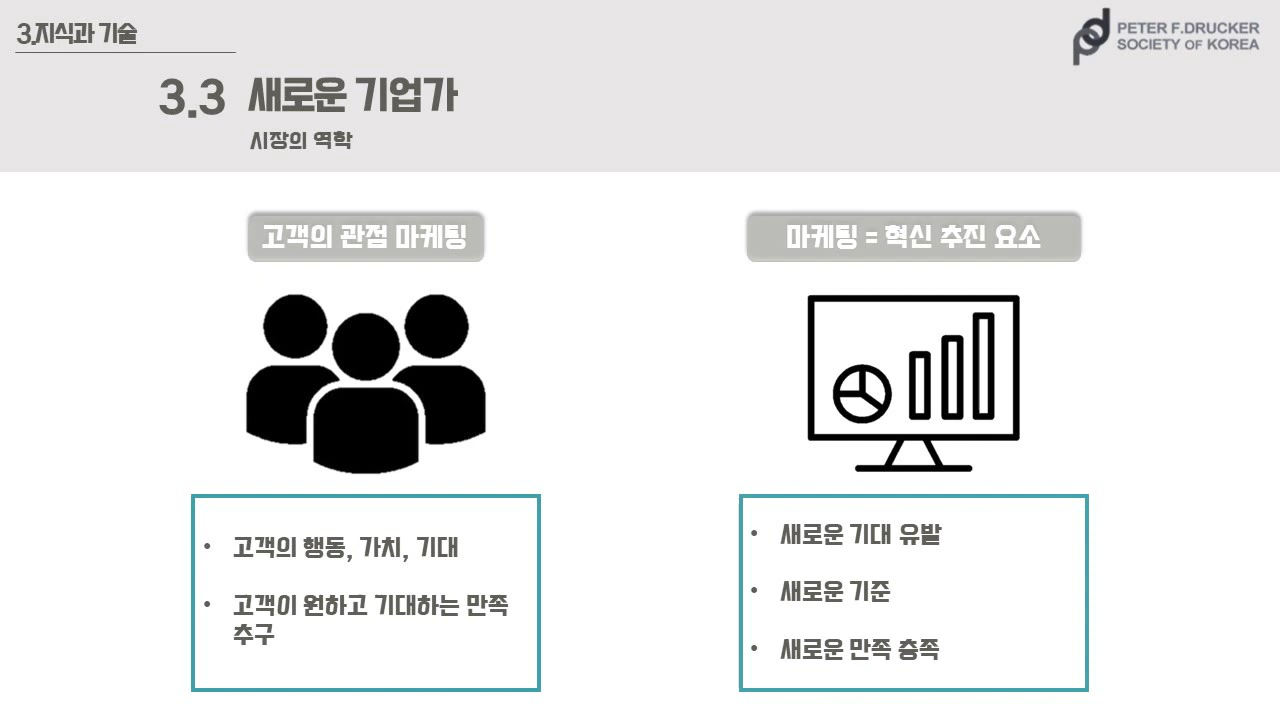 3.지식과 기술
PETER F.DRUCKER
SOCIETY OF KOREA
3.3 새로운 기업가
시장의 역학
고객의 관점 마케팅
마케팅 = 혁신 추진 요소
• 고객의 행동, 가치, 기대
• 고객이 원하고 기대하는 만족
추구
• 새로운 기대 유발
• 새로운 기준
• 새로운 만족 충족